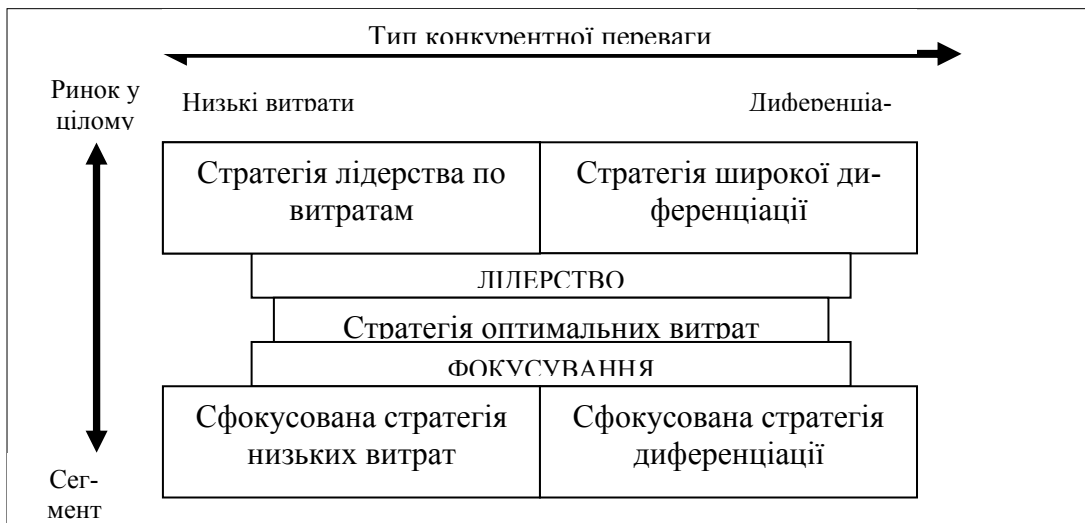 Тип конкурентної переваги
Ринок у
цілому
Низькі витрати
Диференціа-
Стратегія лідерства по
витратам
Стратегія широкої ди-
ференціації
ЛІДЕРСТВО
Стратегія оптимальних витрат
ФОКУСУВАННЯ
Сфокусована стратегія
низьких витрат
Сфокусована стратегія
диференціації
Сег-
мент